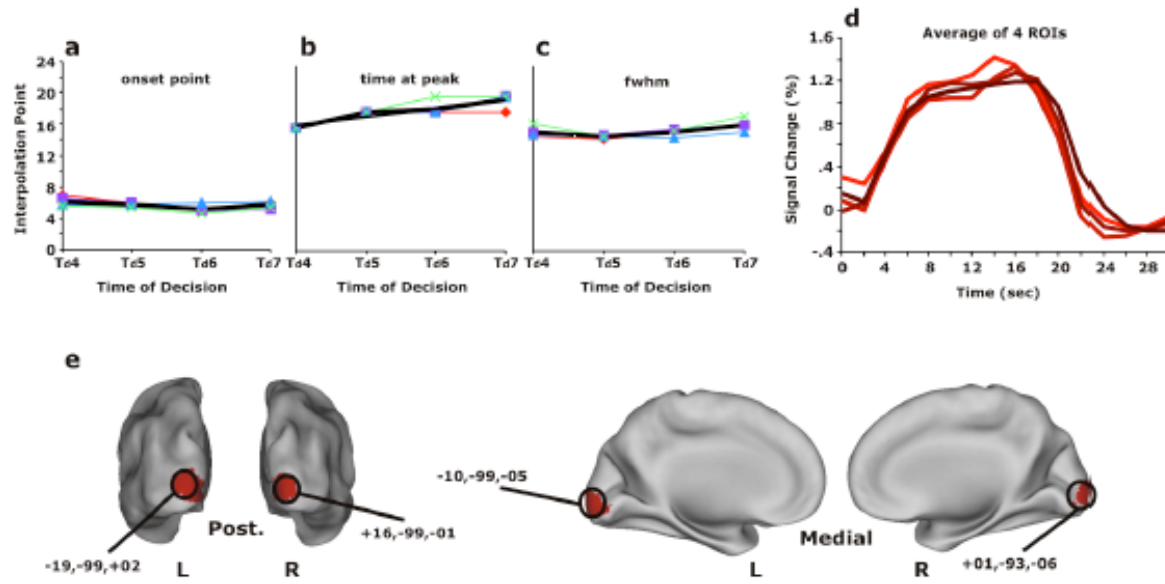 a
onset point
Interpolation Point
24
20
16
12
8
4
0
Td4 Td5 Td6 Td7
Time of Decision
b
time at peak
Td4 Td5 Td6 Td7
Time of Decision
c
fwhm
Td4 Td5 Td6 Td7
Time of Decision
d
Average of 4 ROIs
Signal Change (%)
1.6
1.2
.8
.4
0
-.4
0 4 8 12 16 20 24 28
Time (sec)
e
-19,-99,+02
Post.
+16,-99,-01
L R
-10,-99,-05
Medial
+01,-93,-06
L R